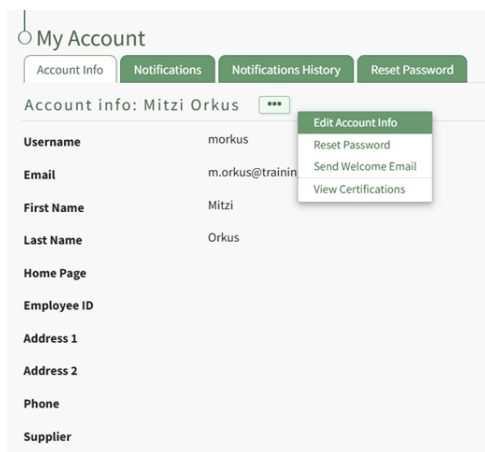 My Account
Account Info Notifications Notifications History Reset Password
Account info: Mitzi Orkus •••
Edit Account Info
Reset Password
Send Welcome Email
View Certifications
Username morkus
Email m.orkus@trainin
First Name Mitzi
Last Name Orkus
Home Page
Employee ID
Address 1
Address 2
Phone
Supplier